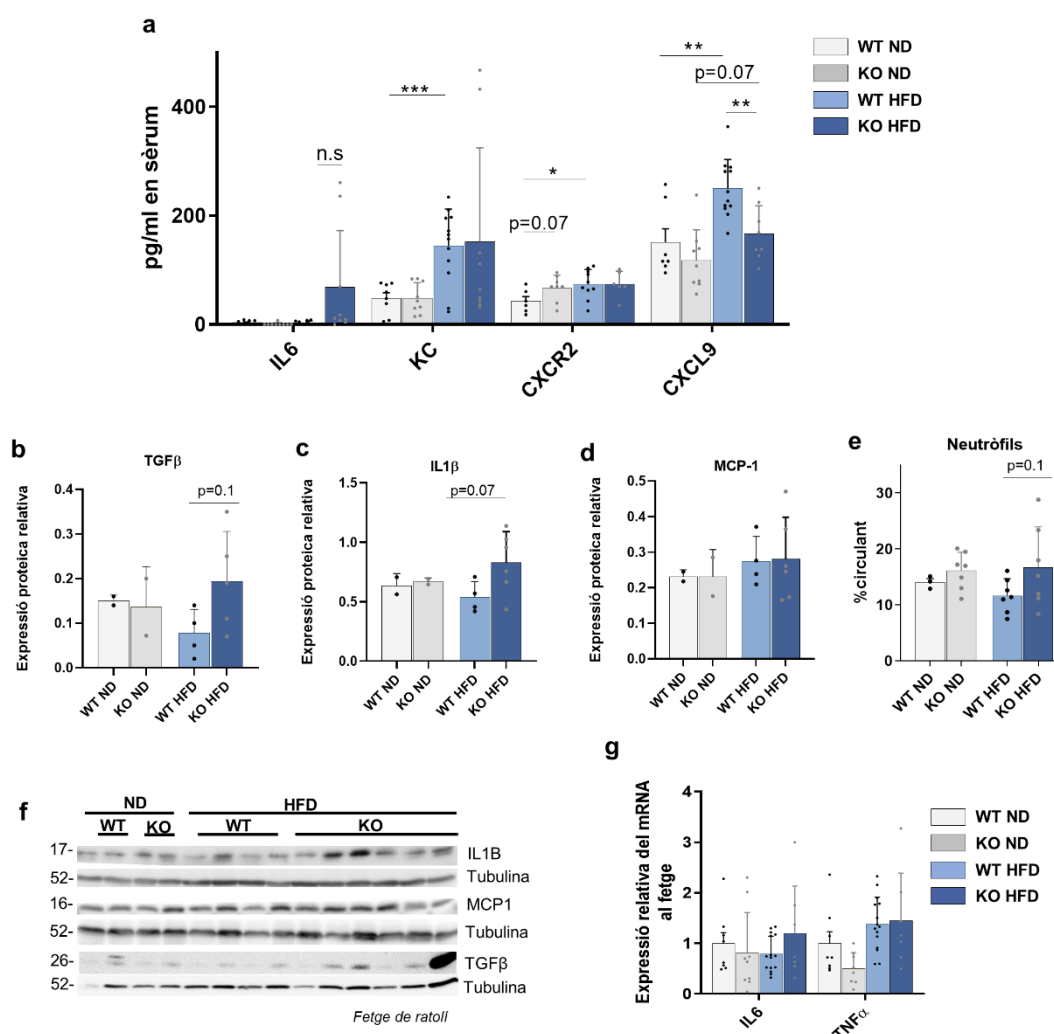 a
WT ND
KO ND
WT HFD
KO HFD
pg/ml en sèrum
400
200
0
n.s
***
*
p=0.07
**
p=0.07
**
IL6
KC
CXCR2
CXCL9
b
TGFβ
Expressió proteica relativa
0.4
0.3
0.2
0.1
0.0
p=0.1
WT ND
KO ND
WT HFD
KO HFD
c
IL1β
Expressió proteica relativa
1.5
1.0
0.5
0.0
p=0.07
WT ND
KO ND
WT HFD
KO HFD
d
MCP-1
Expressió proteica relativa
0.5
0.4
0.3
0.2
0.1
0.0
WT ND
KO ND
WT HFD
KO HFD
e
Neutròfils
% circulant
30
20
10
0
p=0.1
WT ND
KO ND
WT HFD
KO HFD
f
ND
HFD
WT
KO
WT
KO
17-
IL1B
52-
Tubulina
16-
MCP1
52-
Tubulina
26-
TGFβ
52-
Tubulina
Fetge de ratolí
g
Expressió relativa del mRNA
al fetge
4
3
2
1
0
IL6
TNFα
WT ND
KO ND
WT HFD
KO HFD